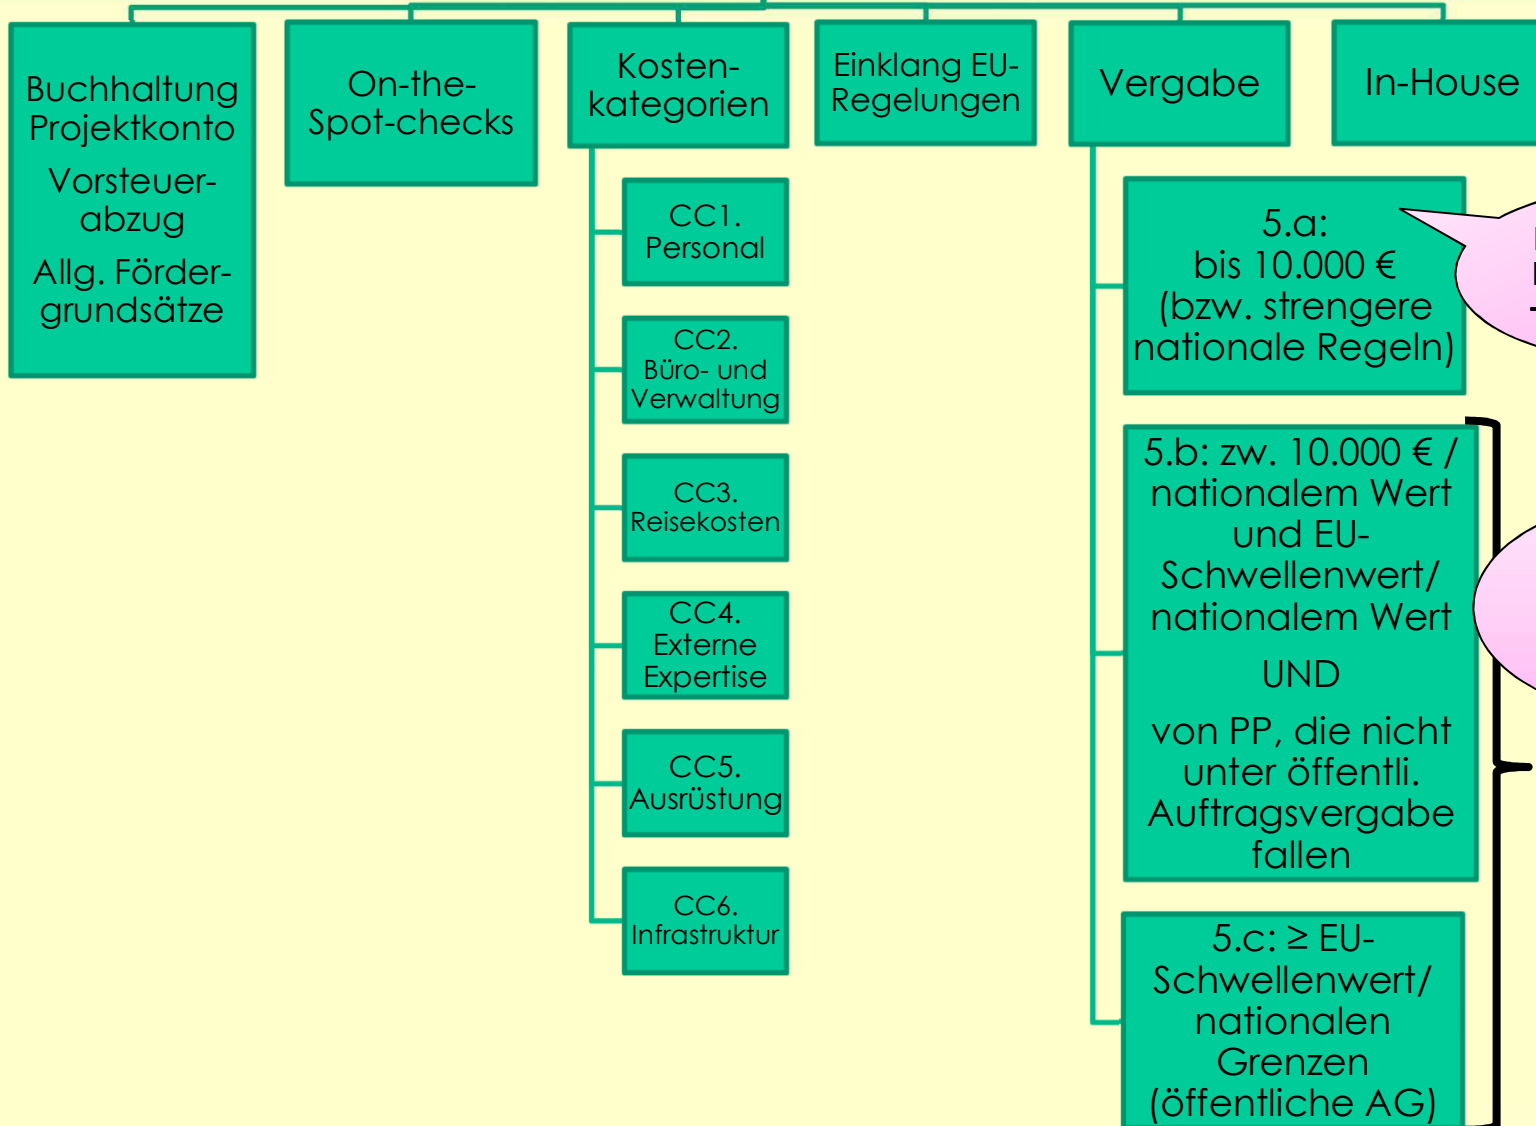 Buchhaltung
Projektkonto
Vorsteuer-
abzug
Allg. Förder-
grundsätze
On-the-
Spot-checks
Kosten-
kategorien
CC1.
Personal
CC2.
Büro- und
Verwaltung
CC3.
Reisekosten
CC4.
Externe
Expertise
CC5.
Ausrüstung
CC6.
Infrastruktur
Einklang EU-
Regelungen
Vergabe
5.a:
bis 10.000 €
(bzw. strengere
nationale Regeln)
5.b: zw. 10.000 € /
nationalem Wert
und EU-
Schwellenwert/
nationalem Wert
UND
von PP, die nicht
unter öffentli.
Auftragsvergabe
fallen
5.c: ≥ EU-
Schwellenwert/
nationalen
Grenzen
(öffentliche AG)
In-House